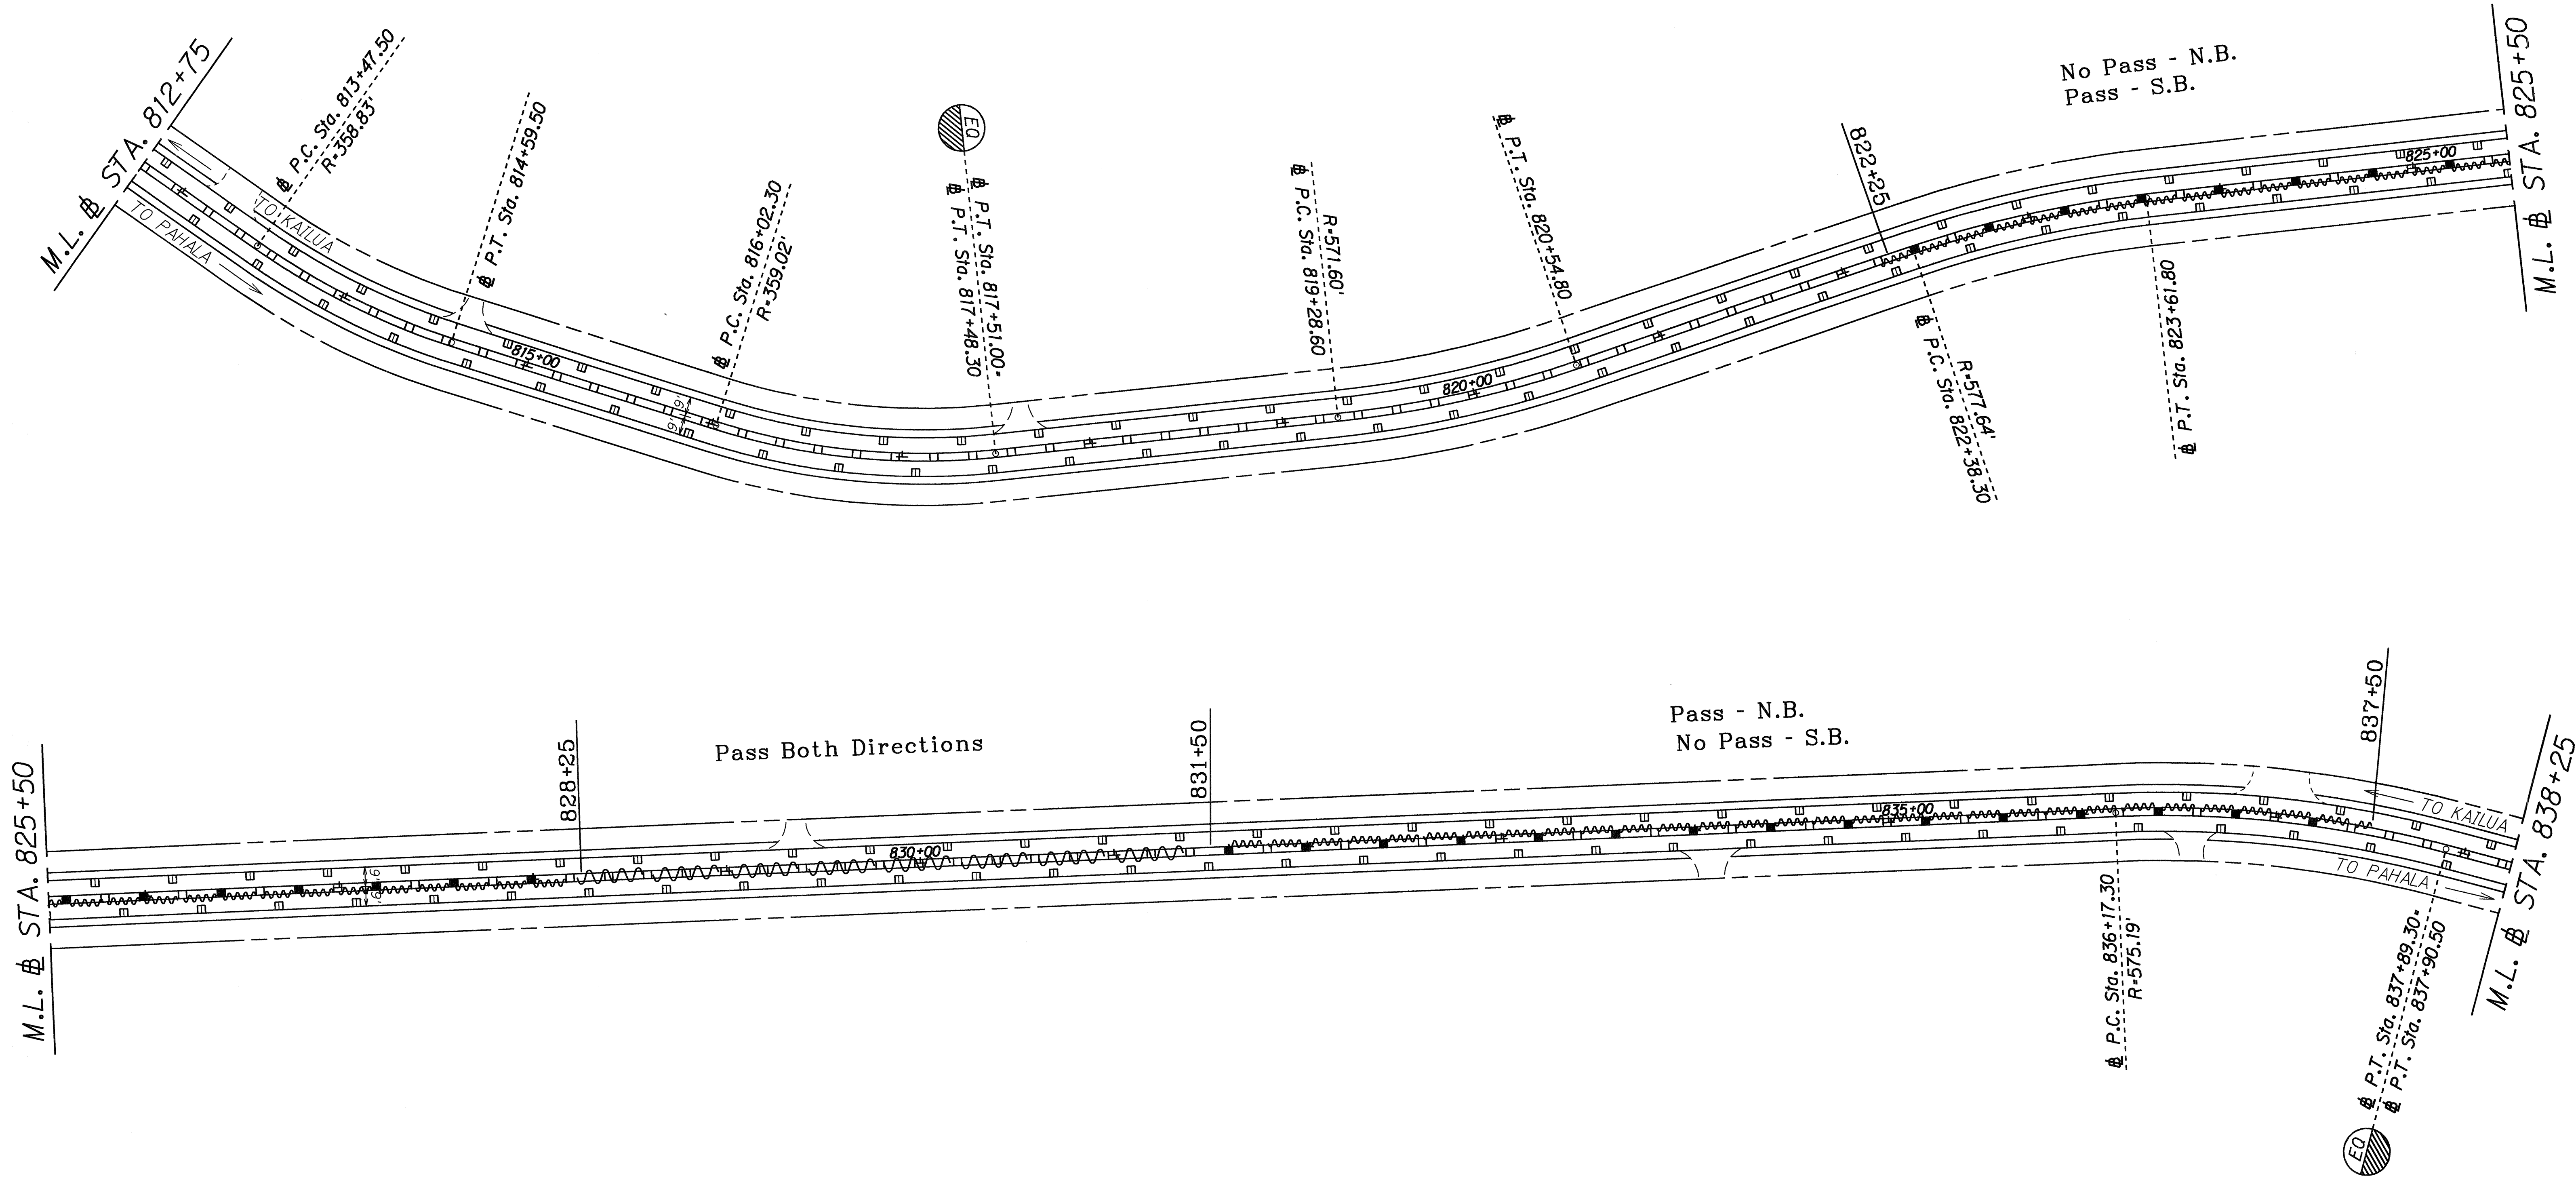 M.L. ⅊ STA. 812+75
TO KAILUA
TO PAHALA
⅊ P.C. Sta. 813+47.50
R=358.83'
⅊ P.T. Sta. 814+59.50
815+00
9'
9'
⅊ P.C. Sta. 816+02.30
R=359.02'
EQ
⅊ P.T. Sta. 817+51.00=
⅊ P.T. Sta. 817+48.30
R=571.60'
⅊ P.C. Sta. 819+28.60
820+00
⅊ P.T. Sta. 820+54.80
822+25
R=577.64'
⅊ P.C. Sta. 822+38.30
⅊ P.T. Sta. 823+61.80
No Pass - N.B.
Pass - S.B.
825+00
M.L. ⅊ STA. 825+50
M.L. ⅊ STA. 825+50
9'
9'
828+25
Pass Both Directions
830+00
831+50
Pass - N.B.
No Pass - S.B.
835+00
⅊ P.C. Sta. 836+17.30
R=575.19'
837+50
TO KAILUA
TO PAHALA
⅊ P.T. Sta. 837+89.30=
⅊ P.T. Sta. 837+90.50
EQ
M.L. ⅊ STA. 838+25